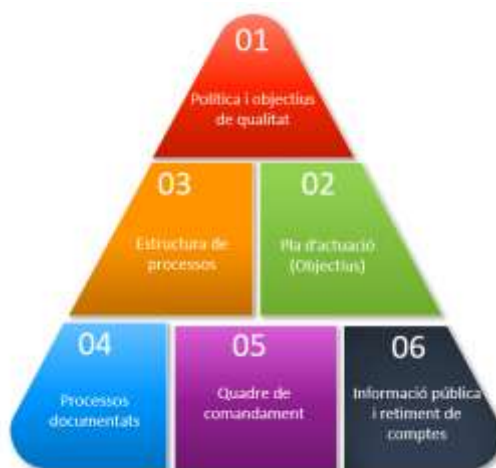 01
Política i objectius
de qualitat
03
Estructura de
processos
02
Pla d'actuació
(Objectius)
04
Processos
documentats
05
Quadre de
comandament
06
Informació pública
i retiment de
comptes